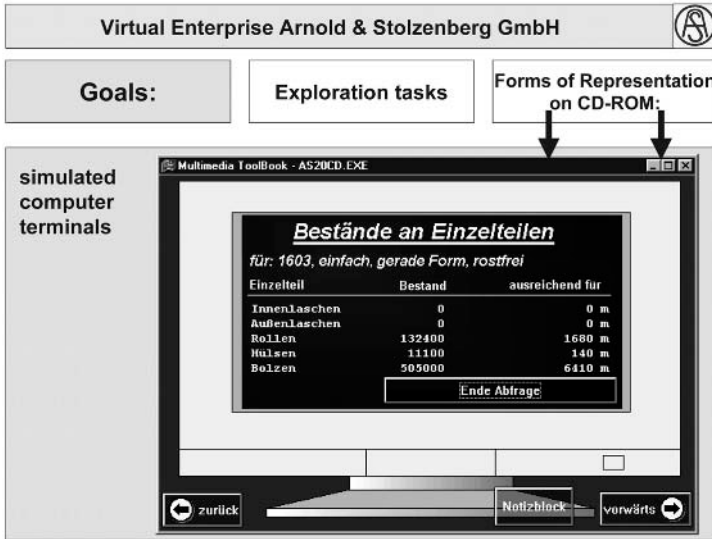 Virtual Enterprise Arnold & Stolzenberg GmbH
AS
Goals:
Exploration tasks
Forms of Representation
on CD-ROM:
simulated
computer
terminals
Multimedia ToolBook - AS20CD.EXE
Bestände an Einzelteilen
für: 1603, einfach, gerade Form, rostfrei
Einzelteil Bestand ausreichend für
Innenlaschen 0 0 m
Außenlaschen 0 0 m
Rollen 132400 1680 m
Hülsen 11100 140 m
Bolzen 505000 6410 m
Ende Abfrage
zurück Notizblock vorwärts